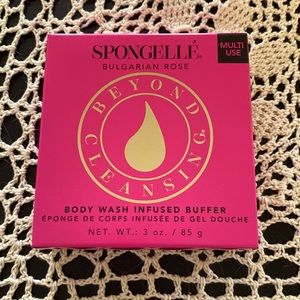 SPONGELLÉ®
MULTI
USE
BULGARIAN ROSE
BEYOND
CLEANSING®
BODY WASH INFUSED BUFFER
ÉPONGE DE CORPS INFUSÉE DE GEL DOUCHE
NET. WT.: 3 oz. / 85 g